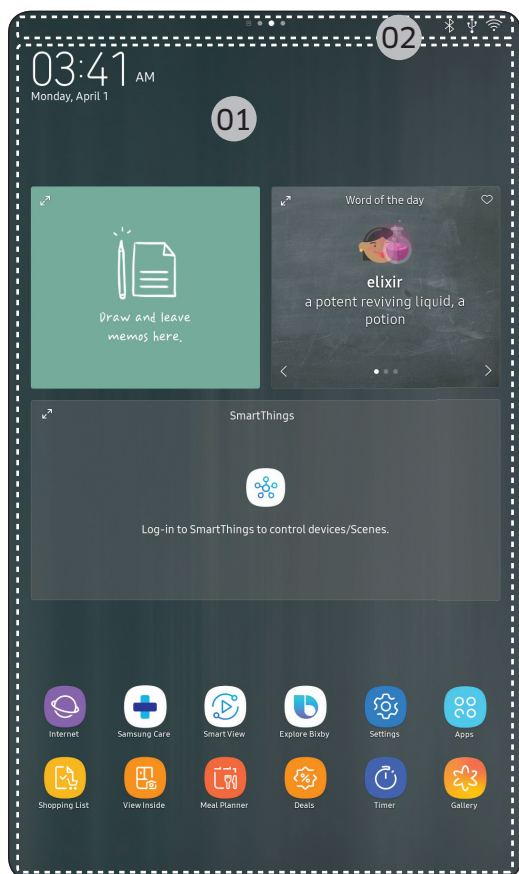 02
03:41 AM
Monday, April 1
01
Draw and leave
memos here.
Word of the day
elixir
a potent reviving liquid, a
potion
SmartThings
Log-in to SmartThings to control devices/Scenes.
Internet
Samsung Care
Smart View
Explore Bixby
Settings
Apps
Shopping List
View Inside
Meal Planner
Deals
Timer
Gallery